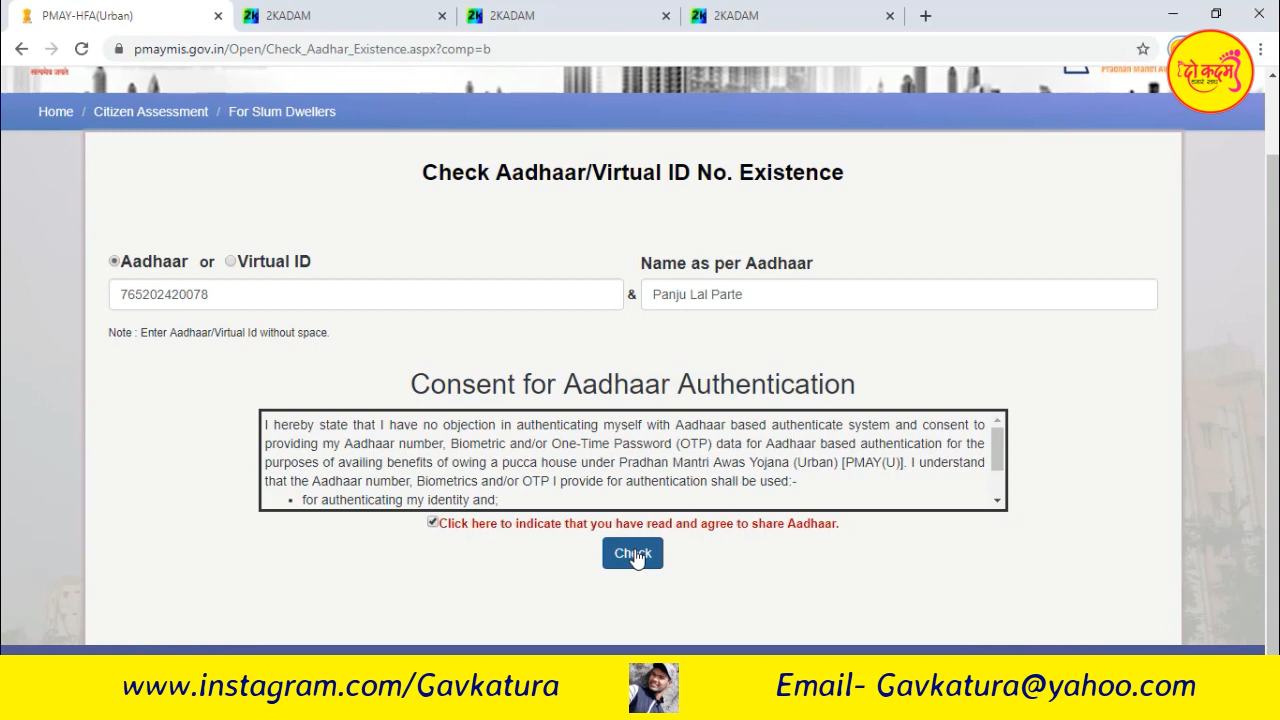 PMAY-HFA(Urban)
2K 2KADAM
2K 2KADAM
2K 2KADAM
pmaymis.gov.in/Open/Check_Aadhar_Existence.aspx?comp=b
सत्यमेव जयते
दो कदम
Home / Citizen Assessment / For Slum Dwellers
Check Aadhaar/Virtual ID No. Existence
Aadhaar or Virtual ID
Name as per Aadhaar
765202420078
& Panju Lal Parte
Note : Enter Aadhaar/Virtual Id without space.
Consent for Aadhaar Authentication
I hereby state that I have no objection in authenticating myself with Aadhaar based authenticate system and consent to
providing my Aadhaar number, Biometric and/or One-Time Password (OTP) data for Aadhaar based authentication for the
purposes of availing benefits of owing a pucca house under Pradhan Mantri Awas Yojana (Urban) [PMAY(U)]. I understand
that the Aadhaar number, Biometrics and/or OTP I provide for authentication shall be used:-
• for authenticating my identity and;
Click here to indicate that you have read and agree to share Aadhaar.
Check
www.instagram.com/Gavkatura
Email- Gavkatura@yahoo.com